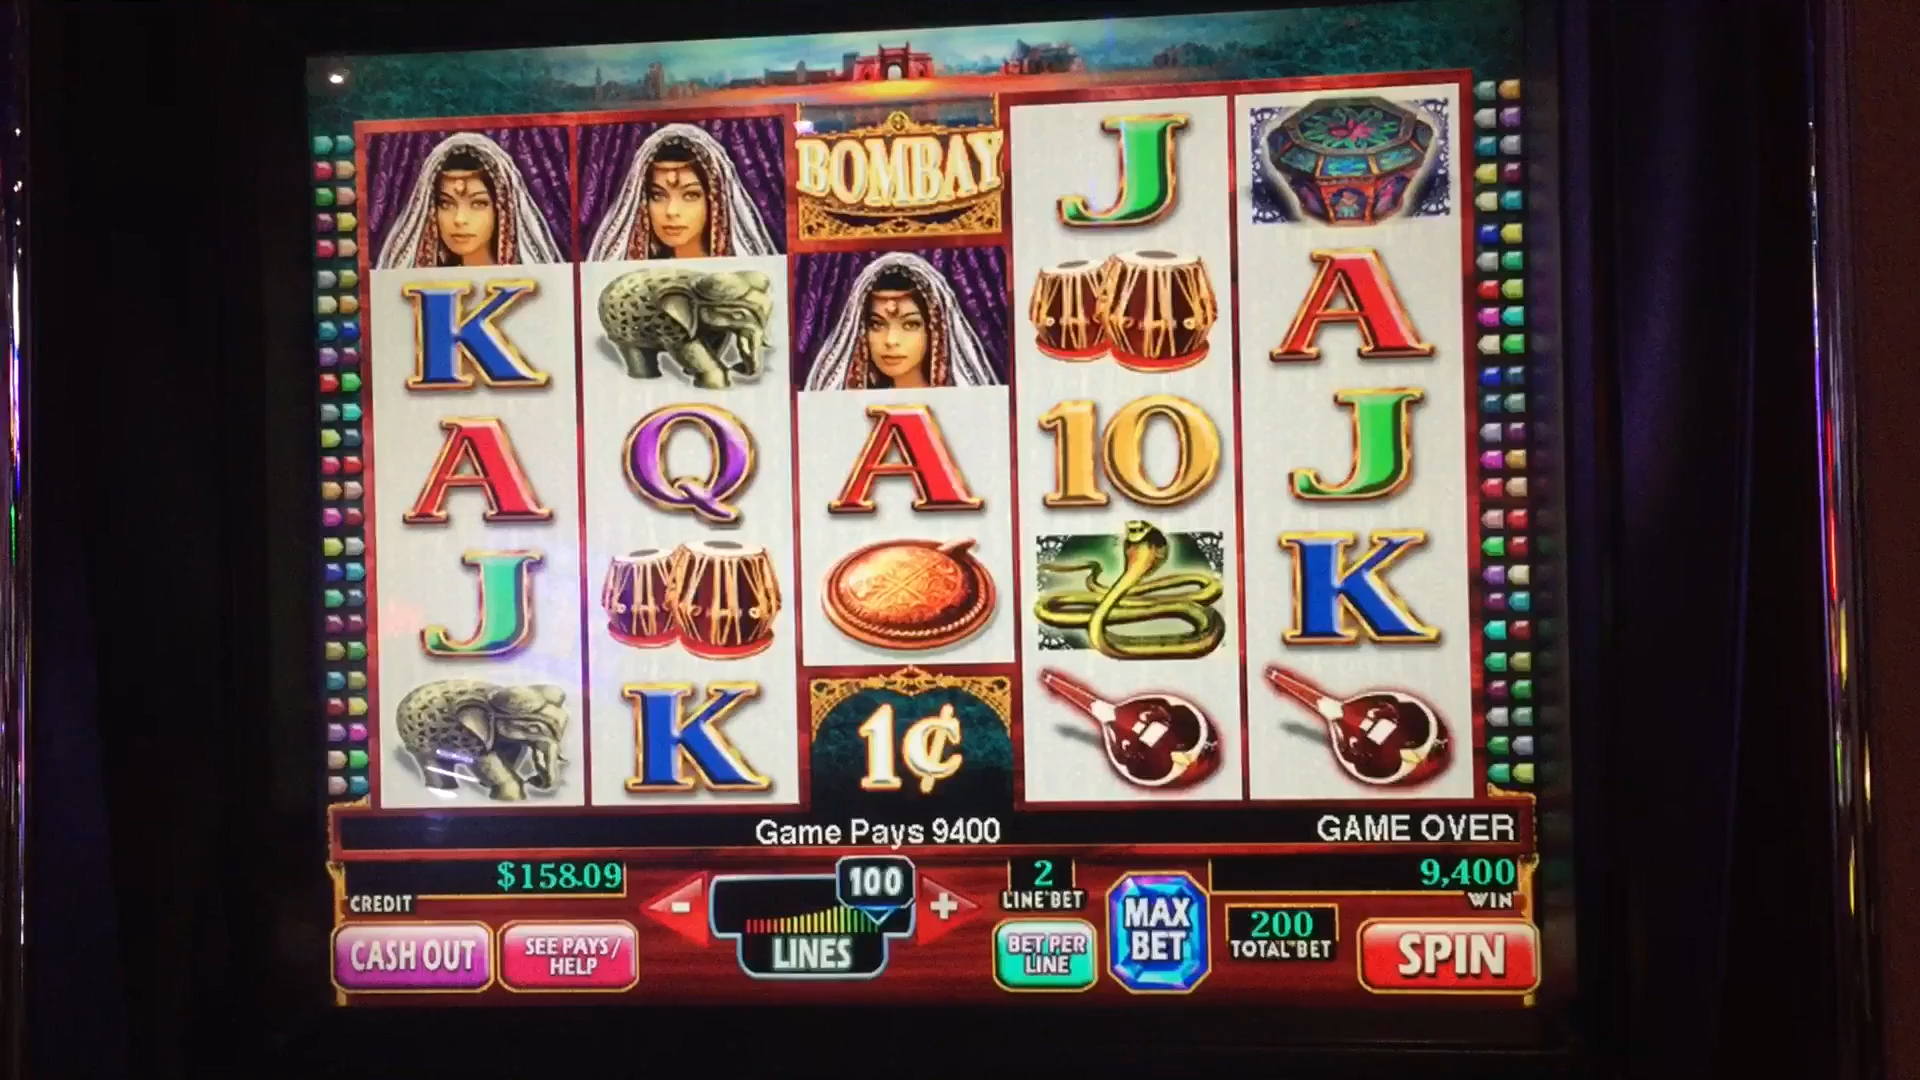 BOMBAY
J
K
A
A
Q
A
10
J
J
K
K
1¢
Game Pays 9400
GAME OVER
$158.09
CREDIT
CASH OUT
SEE PAYS/
HELP
-
100
+
LINES
2
LINE BET
BET PER
LINE
MAX
BET
200
TOTAL BET
9,400
WIN
SPIN